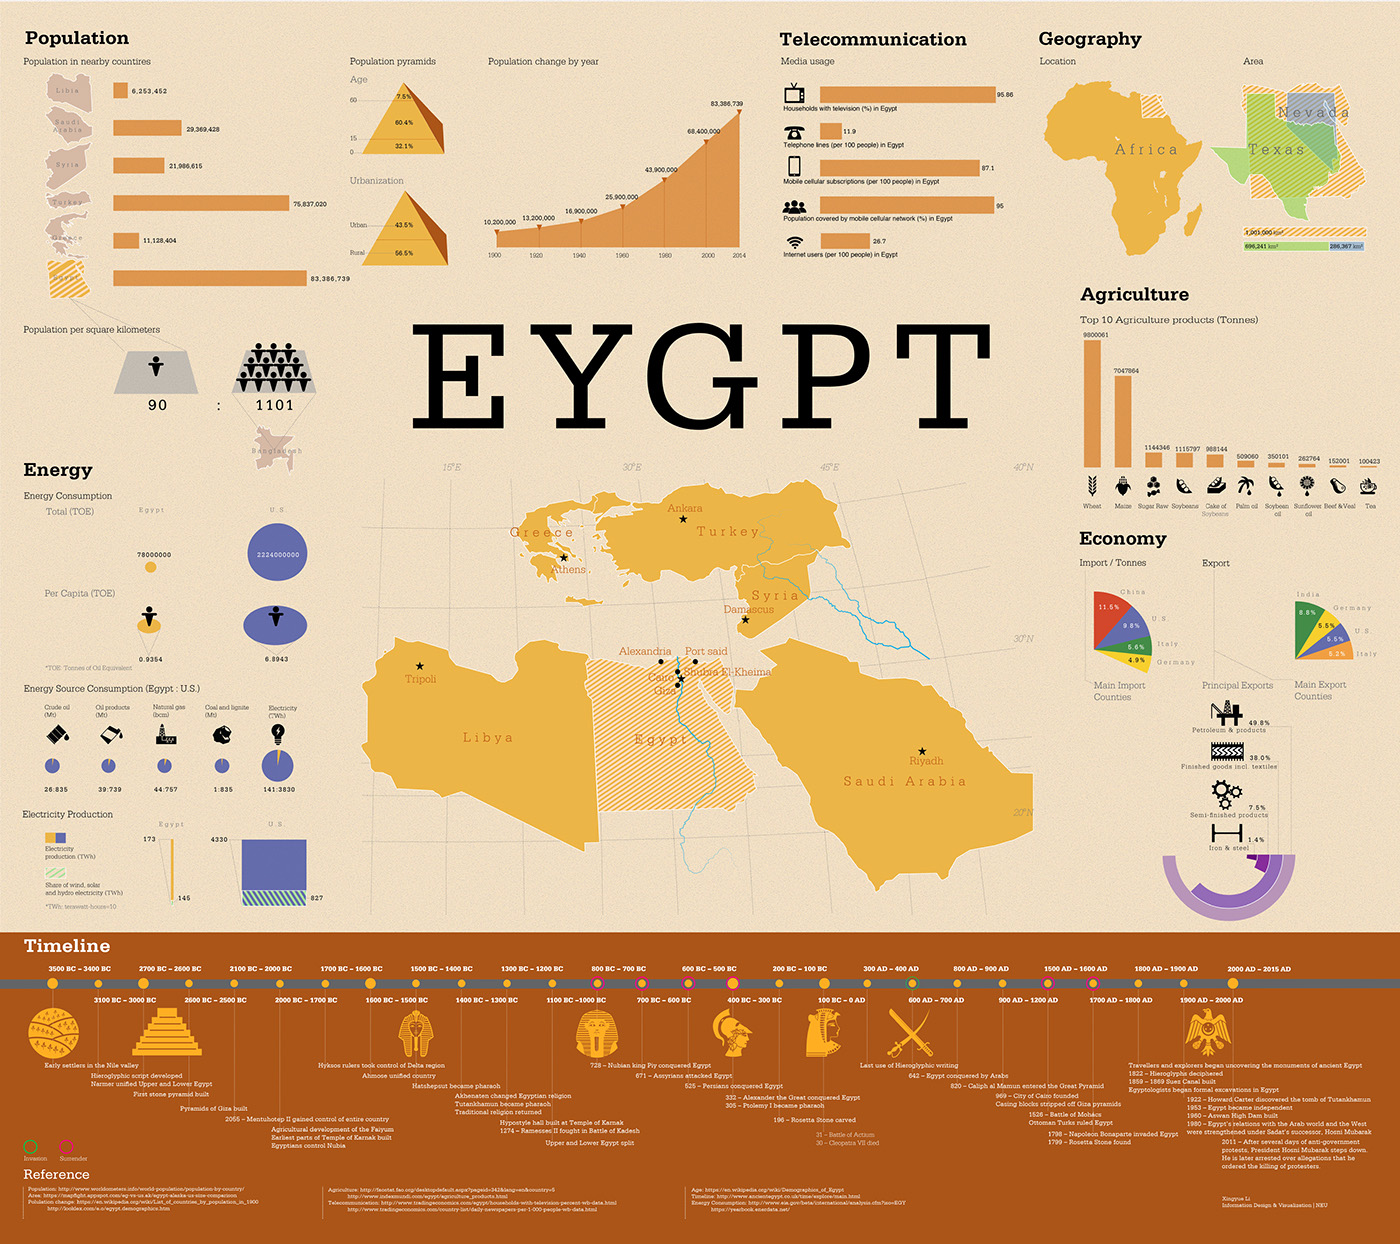 Population
Population in nearby countires
Libia
6,253,452
Saudi
Arabia
29,369,428
Syria
21,986,615
Turkey
75,837,020
Greece
11,128,404
Egypt
83,386,739
Population pyramids
Age
60
15
0
7.5%
60.4%
32.1%
Urbanization
Urban
43.5%
Rural
56.5%
Population change by year
10,200,000
13,200,000
16,900,000
25,900,000
43,900,000
68,400,000
83,386,739
1900
1920
1940
1960
1980
2000
2014
Telecommunication
Media usage
95.86
Households with television (%) in Egypt
11.9
Telephone lines (per 100 people) in Egypt
87.1
Mobile cellular subscriptions (per 100 people) in Egypt
95
Population covered by mobile cellular network (%) in Egypt
26.7
Internet users (per 100 people) in Egypt
Geography
Location
Africa
Area
Nevada
Texas
1,001,000 km²
696,241 km²
286,367 km²
Population per square kilometers
90
:
1101
Bangladesh
EYGPT
Agriculture
Top 10 Agriculture products (Tonnes)
9800061
7047864
1144346
1115797
988144
509060
350101
262764
152001
100423
Wheat
Maize
Sugar Raw
Soybeans
Cake of
Soybeans
Palm oil
Soybean
oil
Sunflower
oil
Beef &Veal
Tea
Energy
Energy Consumption
Total (TOE)
Egypt
U.S
78000000
2224000000
Per Capita (TOE)
0.9354
6.8943
*TOE: Tonnes of Oil Equivalent
Energy Source Consumption (Egypt : U.S.)
Crude oil
(Mt)
Oil products
(Mt)
Natural gas
(bcm)
Coal and lignite
(Mt)
Electricity
(TWh)
26:835
39:739
44:757
1:835
141:3830
Electricity Production
Egypt
U.S
Electricity
production (TWh)
Share of wind, solar
and hydro electricity (TWh)
*TWh: terawatt-hours=10
173
145
4330
827
15°E
30°E
45°E
40°N
30°N
20°N
Greece
Athens
Ankara
Turkey
Syria
Damascus
Alexandria
Port said
Shubra El-Kheima
Cairo
Giza
Tripoli
Libya
Egypt
Riyadh
Saudi Arabia
Economy
Import / Tonnes
China
11.5%
U.S.
9.8%
Italy
5.6%
Germany
4.9%
Main Import
Counties
Export
India
8.8%
Germany
5.5%
U.S.
5.5%
Italy
5.2%
Principal Exports
Main Export
Counties
49.8%
Petroleum & products
38.0%
Finished goods incl. textiles
7.5%
Semi-finished products
1.4%
Iron & steel
Timeline
3500 BC – 3400 BC
2700 BC – 2600 BC
2100 BC – 2000 BC
1700 BC – 1600 BC
1500 BC – 1400 BC
1300 BC – 1200 BC
800 BC – 700 BC
600 BC – 500 BC
200 BC – 100 BC
300 AD – 400 AD
800 AD – 900 AD
1500 AD – 1600 AD
1800 AD – 1900 AD
2000 AD – 2015 AD
3100 BC – 3000 BC
2600 BC – 2500 BC
2000 BC – 1700 BC
1600 BC – 1500 BC
1400 BC – 1300 BC
1100 BC –1000 BC
700 BC – 600 BC
400 BC – 300 BC
100 BC – 0 AD
600 AD – 700 AD
900 AD – 1200 AD
1700 AD – 1800 AD
1900 AD – 2000 AD
Early settlers in the Nile valley
Hieroglyphic script developed
Narmer unified Upper and Lower Egypt
First stone pyramid built
Pyramids of Giza built
2055 – Mentuhotep II gained control of entire country
Agricultural development of the Faiyum
Earliest parts of Temple of Karnak built
Egyptians control Nubia
Hyksos rulers took control of Delta region
Ahmose unified country
Hatshepsut became pharaoh
Akhenaten changed Egyptian religion
Tutankhamun became pharaoh
Traditional religion returned
Hypostyle hall built at Temple of Karnak
1274 – Ramesses II fought in Battle of Kadesh
Upper and Lower Egypt split
728 – Nubian king Piy conquered Egypt
671 – Assyrians attacked Egypt
525 – Persians conquered Egypt
332 – Alexander the Great conquered Egypt
305 – Ptolemy I became pharaoh
196 – Rosetta Stone carved
31 – Battle of Actium
30 – Cleopatra VII died
Last use of Hieroglyphic writing
642 – Egypt conquered by Arabs
820 – Caliph al Mamun entered the Great Pyramid
969 – City of Cairo founded
Casing blocks stripped off Giza pyramids
1526 – Battle of Mohács
Ottoman Turks ruled Egypt
1798 – Napoleon Bonaparte invaded Egypt
1799 – Rosetta Stone found
Travellers and explorers began uncovering the monuments of ancient Egypt
1822 – Hieroglyphs deciphered
1859 – 1869 Sues Canal built
Egyptologists began formal excavations in Egypt
1922 – Howard Carter discovered the tomb of Tutankhamun
1953 – Egypt became independent
1960 – Aswan High Dam built
1980 – Egypt's relations with the Arab world and the West
were strengthened under Sadat's successor, Hosni Mubarak
2011 – After several days of anti-government
protests, President Hosni Mubarak steps down.
He is later arrested over allegations that he
ordered the killing of protesters.
Invasion
Surrender
Reference
Population: http://www.worldometers.info/world-population/population-by-country/
Area: https://mapfight.appspot.com/eg-vs-us.ak/egypt-alaska-us-size-comparison
Polulation change: https://en.wikipedia.org/wiki/List_of_countries_by_population_in_1900
http://looklex.com/e.o/egypt.demographics.htm
Agriculture: http://faostat.fao.org/desktopdefault.aspx?pageid=342&lang=en&country=5
http://www.indexmundi.com/egypt/agriculture_products.html
Telecommunication: http://www.tradingeconomics.com/egypt/households-with-television-percent-wb-data.html
http://www.tradingeconomics.com/country-list/daily-newspapers-per-1-000-people-wb-data.html
Age: https://en.wikipedia.org/wiki/Demographics_of_Egypt
Timeline: http://www.ancientegypt.co.uk/time/explore/main.html
Energy Consumption: http://www.eia.gov/beta/international/analysis.cfm?iso=EGY
https://yearbook.enerdata.net/
Xingyue Li
Information Design & Visualization | NEU